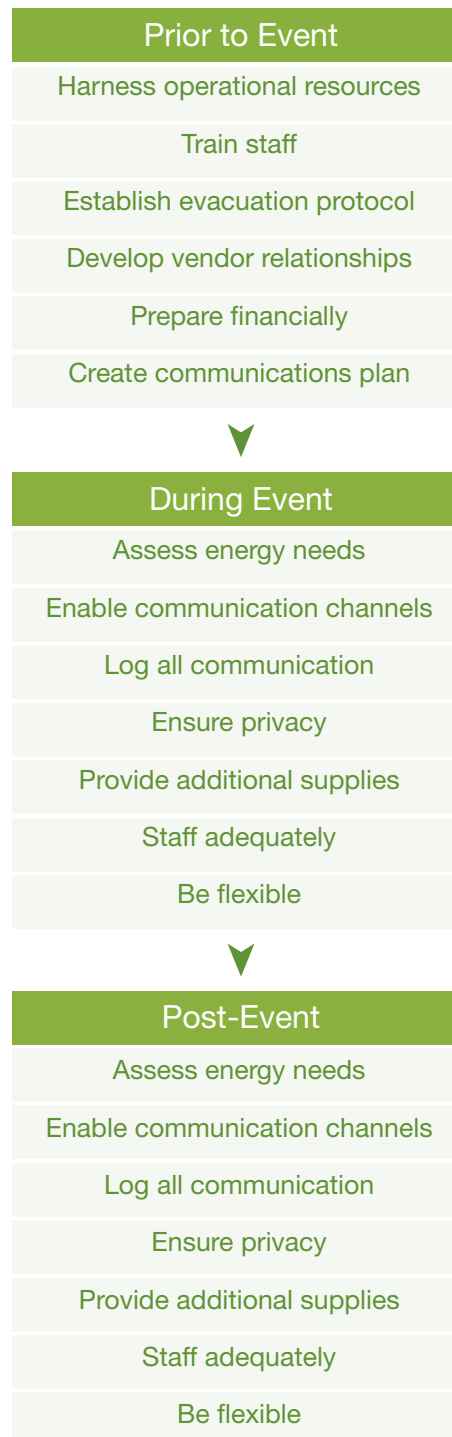 Prior to Event
Harness operational resources
Train staff
Establish evacuation protocol
Develop vendor relationships
Prepare financially
Create communications plan
During Event
Assess energy needs
Enable communication channels
Log all communication
Ensure privacy
Provide additional supplies
Staff adequately
Be flexible
Post-Event
Assess energy needs
Enable communication channels
Log all communication
Ensure privacy
Provide additional supplies
Staff adequately
Be flexible